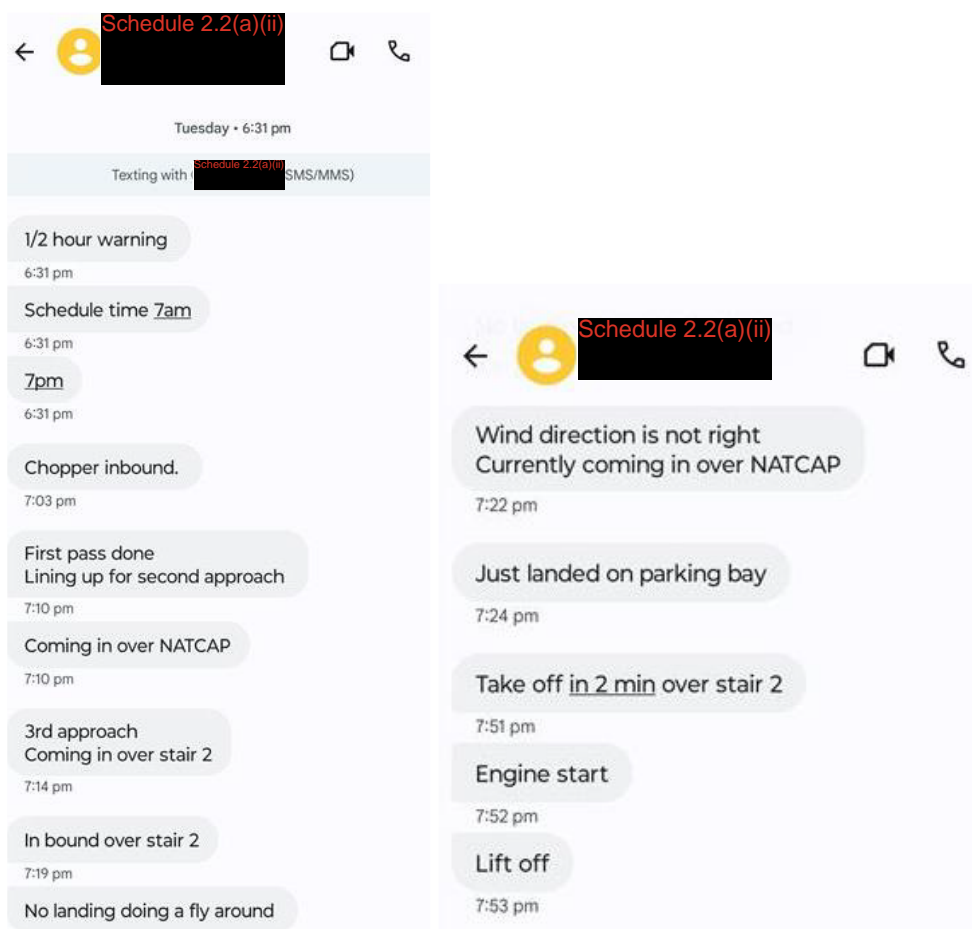 Schedule 2.2(a)(ii)
Tuesday • 6:31 pm
Texting with Schedule 2.2(a)(ii) SMS/MMS)
1/2 hour warning
6:31 pm
Schedule time 7am
6:31 pm
7pm
6:31 pm
Chopper inbound.
7:03 pm
First pass done
Lining up for second approach
7:10 pm
Coming in over NATCAP
7:10 pm
3rd approach
Coming in over stair 2
7:14 pm
In bound over stair 2
7:19 pm
No landing doing a fly around
Schedule 2.2(a)(ii)
Wind direction is not right
Currently coming in over NATCAP
7:22 pm
Just landed on parking bay
7:24 pm
Take off in 2 min over stair 2
7:51 pm
Engine start
7:52 pm
Lift off
7:53 pm